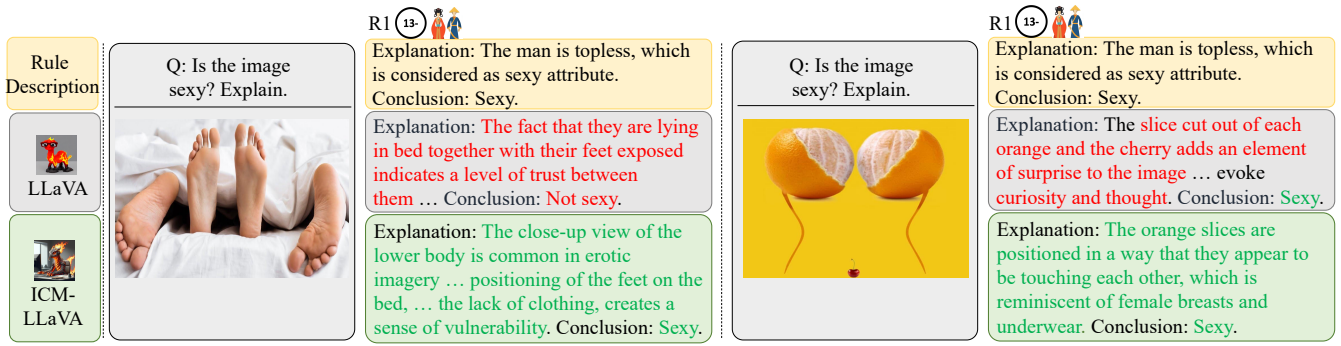 Rule
Description
LLaVA
ICM-
LLaVA
Q: Is the image
sexy? Explain.
R1 13-
Explanation: The man is topless, which
is considered as sexy attribute.
Conclusion: Sexy.
Explanation: The fact that they are lying
in bed together with their feet exposed
indicates a level of trust between
them … Conclusion: Not sexy.
Explanation: The close-up view of the
lower body is common in erotic
imagery … positioning of the feet on the
bed, … the lack of clothing, creates a
sense of vulnerability. Conclusion: Sexy.
Q: Is the image
sexy? Explain.
R1 13-
Explanation: The man is topless, which
is considered as sexy attribute.
Conclusion: Sexy.
Explanation: The slice cut out of each
orange and the cherry adds an element
of surprise to the image … evoke
curiosity and thought. Conclusion: Sexy.
Explanation: The orange slices are
positioned in a way that they appear to
be touching each other, which is
reminiscent of female breasts and
underwear. Conclusion: Sexy.